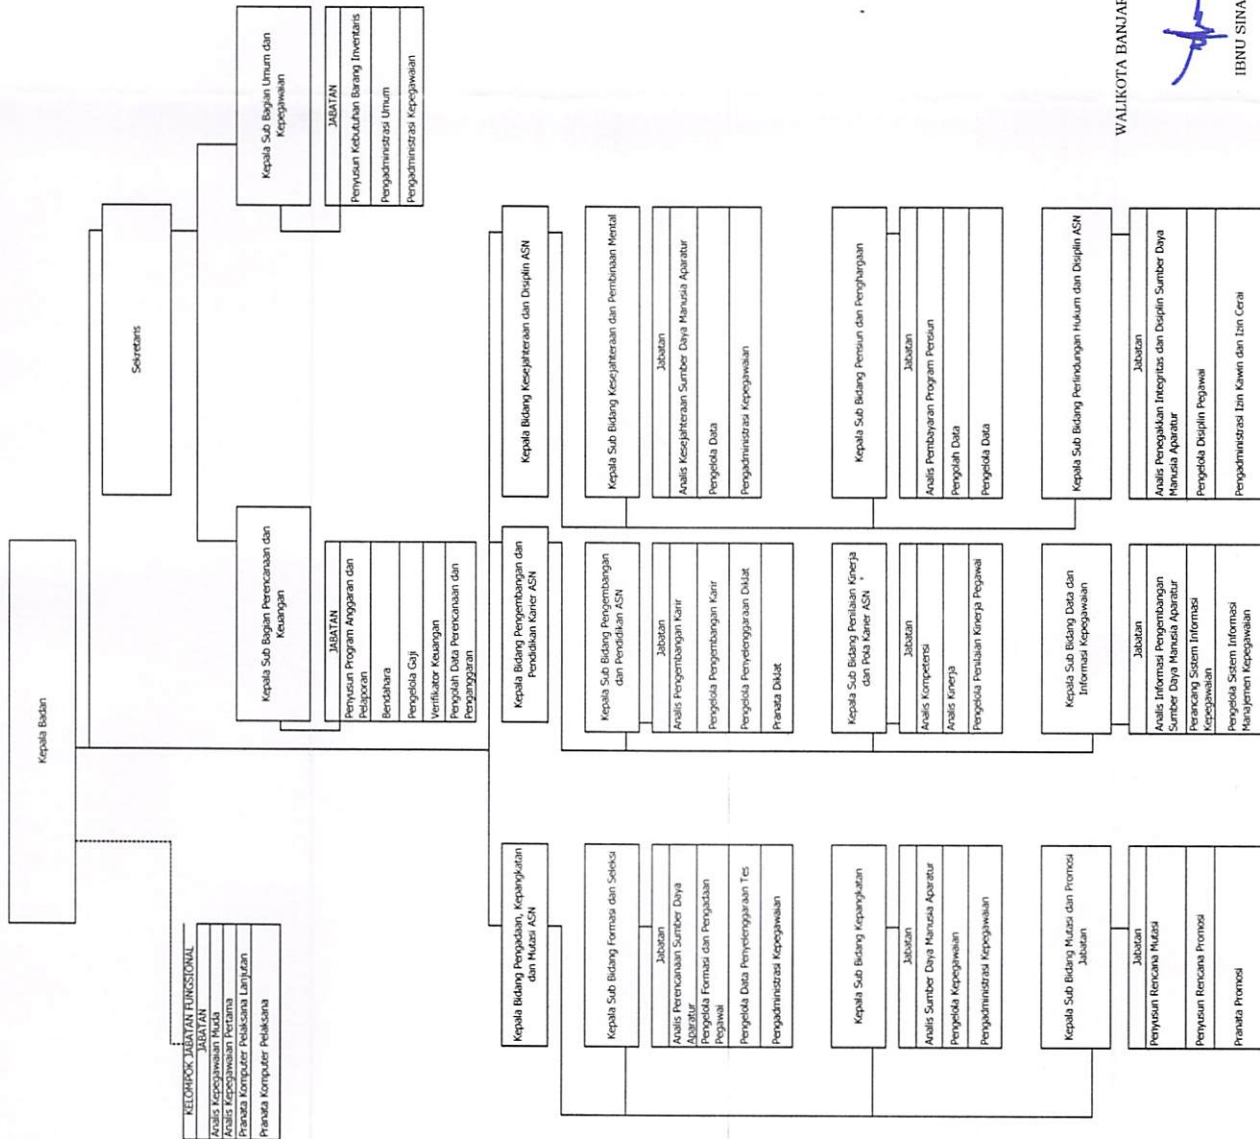 Kepala Badan
KELOMPOK JABATAN FUNGSIONAL
JABATAN
Analis Kepegawaian Muda
Analis Kepegawaian Pertama
Pranata Komputer Pelaksana Lanjutan
Pranata Komputer Pelaksana
Sekretaris
Kepala Sub Bagian Perencanaan dan
Keuangan
JABATAN
Penyusun Program Anggaran dan
Pelaporan
Bendahara
Pengelola Gaji
Verifikator Keuangan
Pengolah Data Perencanaan dan
Penganggaran
Kepala Sub Bagian Umum dan
Kepegawaian
JABATAN
Penyusun Kebutuhan Barang Inventaris
Pengadministrasi Umum
Pengadministrasi Kepegawaian
Kepala Bidang Pengadaan, Kepangkatan
dan Mutasi ASN
Kepala Sub Bidang Formasi dan Seleksi
Jabatan
Analis Perencanaan Sumber Daya
Aparatur
Pengelola Formasi dan Pengadaan
Pegawai
Pengelola Data Penyelenggaraan Tes
Pengadministrasi Kepegawaian
Kepala Sub Bidang Kepangkatan
Jabatan
Analis Sumber Daya Manusia Aparatur
Pengelola Kepegawaian
Pengadministrasi Kepegawaian
Kepala Sub Bidang Mutasi dan Promosi
Jabatan
Jabatan
Penyusun Rencana Mutasi
Penyusun Rencana Promosi
Pranata Promosi
Kepala Bidang Pengembangan dan
Pendidikan Karier ASN
Kepala Sub Bidang Pengembangan
dan Pendidikan ASN
Jabatan
Analis Pengembangan Karir
Pengelola Pengembangan Karir
Pengelola Penyelenggaraan Diklat
Pranata Diklat
Kepala Sub Bidang Penilaian Kinerja
dan Pola Karier ASN
Jabatan
Analis Kompetensi
Analis Kinerja
Pengelola Penilaian Kinerja Pegawai
Kepala Sub Bidang Data dan
Informasi Kepegawaian
Jabatan
Analis Informasi Pengembangan
Sumber Daya Manusia Aparatur
Perancang Sistem Informasi
Kepegawaian
Pengelola Sistem Informasi
Manajemen Kepegawaian
Kepala Bidang Kesejahteraan dan Disiplin ASN
Kepala Sub Bidang Kesejahteraan dan Pembinaan Mental
Jabatan
Analis Kesejahteraan Sumber Daya Manusia Aparatur
Pengelola Data
Pengadministrasi Kepegawaian
Kepala Sub Bidang Pensiun dan Penghargaan
Jabatan
Analis Pembayaran Program Pensiun
Pengolah Data
Pengelola Data
Kepala Sub Bidang Perlindungan Hukum dan Disiplin ASN
Jabatan
Analis Penegakkan Integritas dan Disiplin Sumber Daya
Manusia Aparatur
Pengelola Disiplin Pegawai
Pengadministrasi Izin Kawin dan Izin Cerai
WALIKOTA BANJAR
IBNU SINA